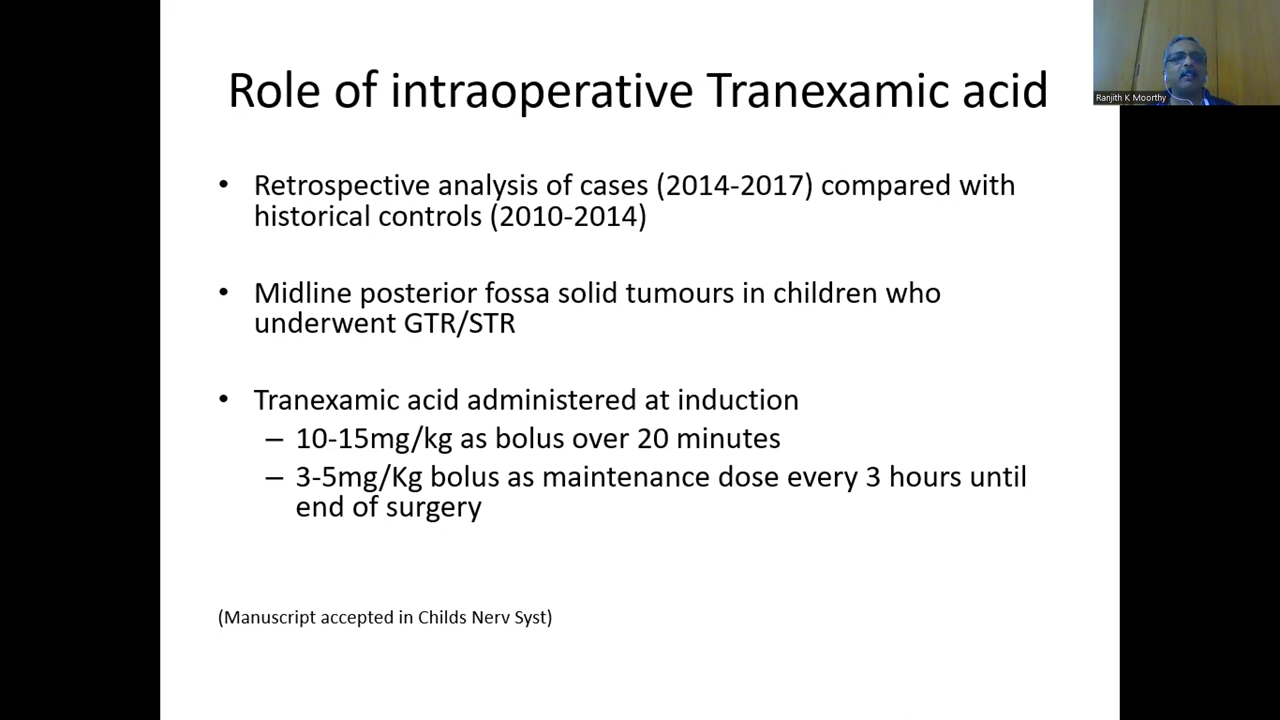 Role of intraoperative Tranexamic acid
Ranjith K Moorthy
• Retrospective analysis of cases (2014-2017) compared with
historical controls (2010-2014)
• Midline posterior fossa solid tumours in children who
underwent GTR/STR
• Tranexamic acid administered at induction
– 10-15mg/kg as bolus over 20 minutes
– 3-5mg/Kg bolus as maintenance dose every 3 hours until
end of surgery
(Manuscript accepted in Childs Nerv Syst)